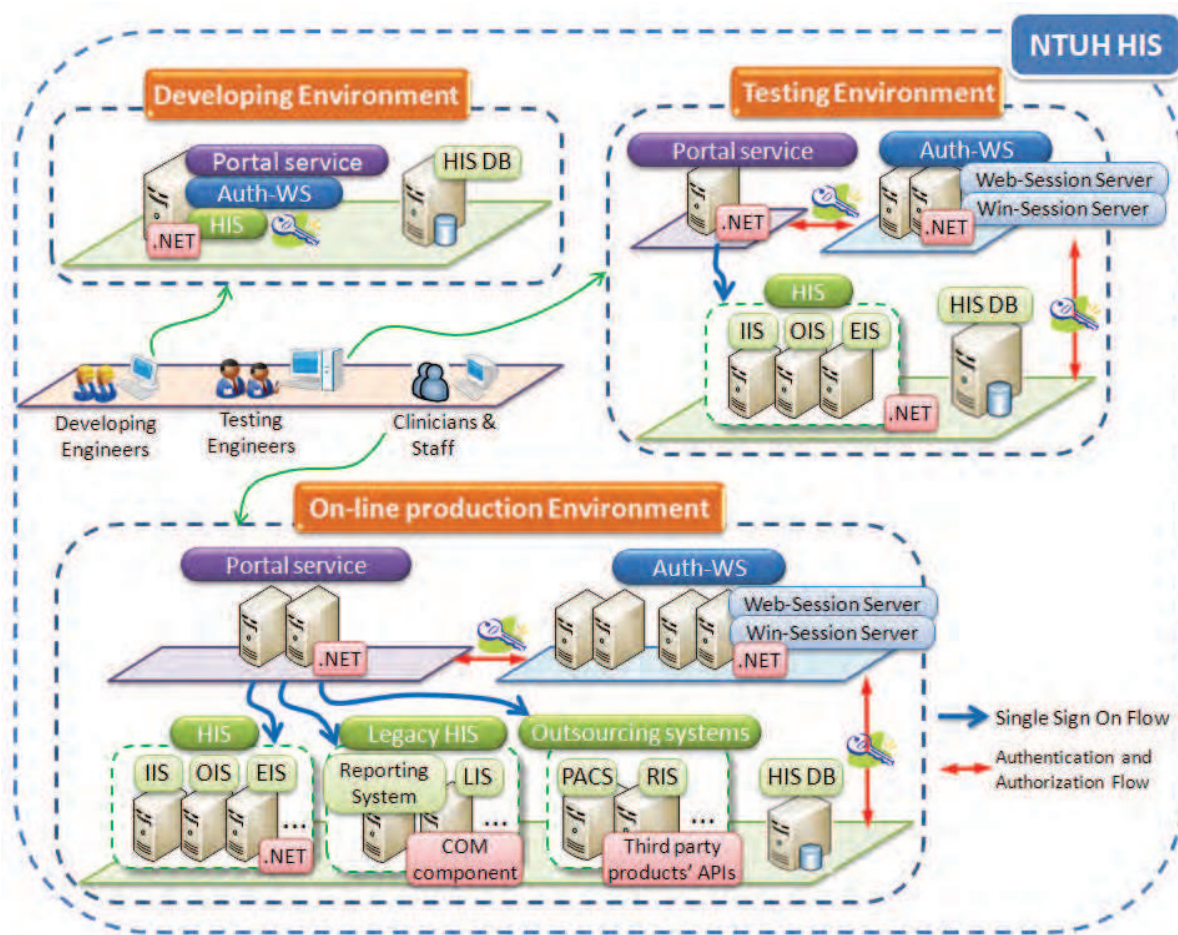 NTUH HIS
Developing Environment
Portal service
Auth-WS
HIS
.NET
HIS DB
Testing Environment
Portal service
.NET
Auth-WS
Web-Session Server
Win-Session Server
.NET
HIS
IIS OIS EIS
.NET
HIS DB
Developing
Engineers
Testing
Engineers
Clinicians &
Staff
On-line production Environment
Portal service
.NET
Auth-WS
Web-Session Server
Win-Session Server
.NET
HIS
IIS OIS EIS
...
.NET
Legacy HIS
Reporting
System
LIS
...
COM
component
Outsourcing systems
PACS RIS
...
Third party
products' APIs
HIS DB
Single Sign On Flow
Authentication and
Authorization Flow